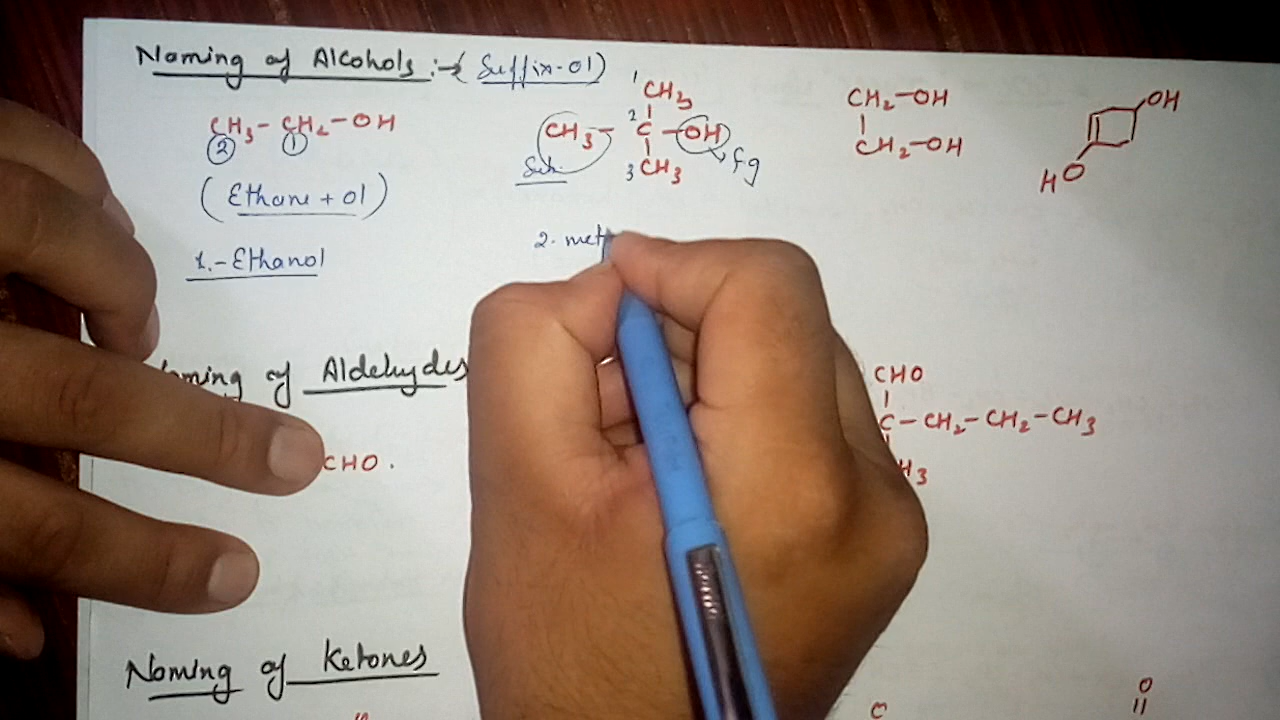 Naming of Alcohols :→ (Suffix-ol)
CH3 - CH2 - OH
2 1
(Ethane + ol)
1.-Ethanol
1 CH3
CH3 - 2 C - OH
3 CH3
Sub.
fg
2. met
CH2-OH
CH2-OH
OH
HO
Naming of Aldehydes
CHO.
CHO
C-CH2-CH2-CH3
H3
Naming of Ketones
O